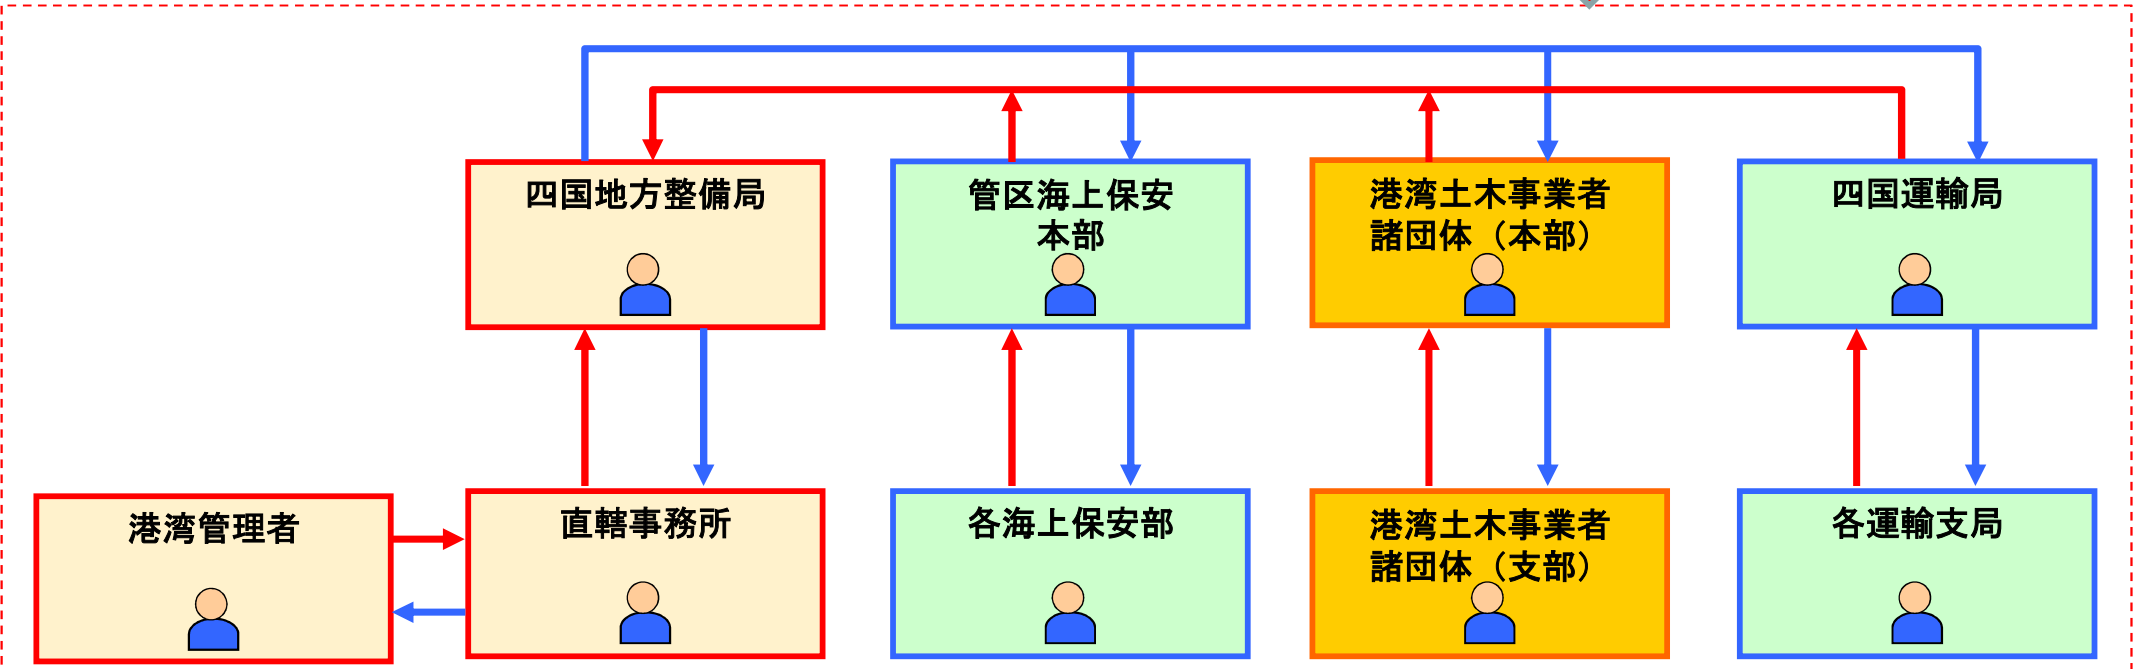 四国地方整備局
管区海上保安
本部
港湾土木事業者
諸団体（本部）
四国運輸局
港湾管理者
直轄事務所
各海上保安部
港湾土木事業者
諸団体（支部）
各運輸支局